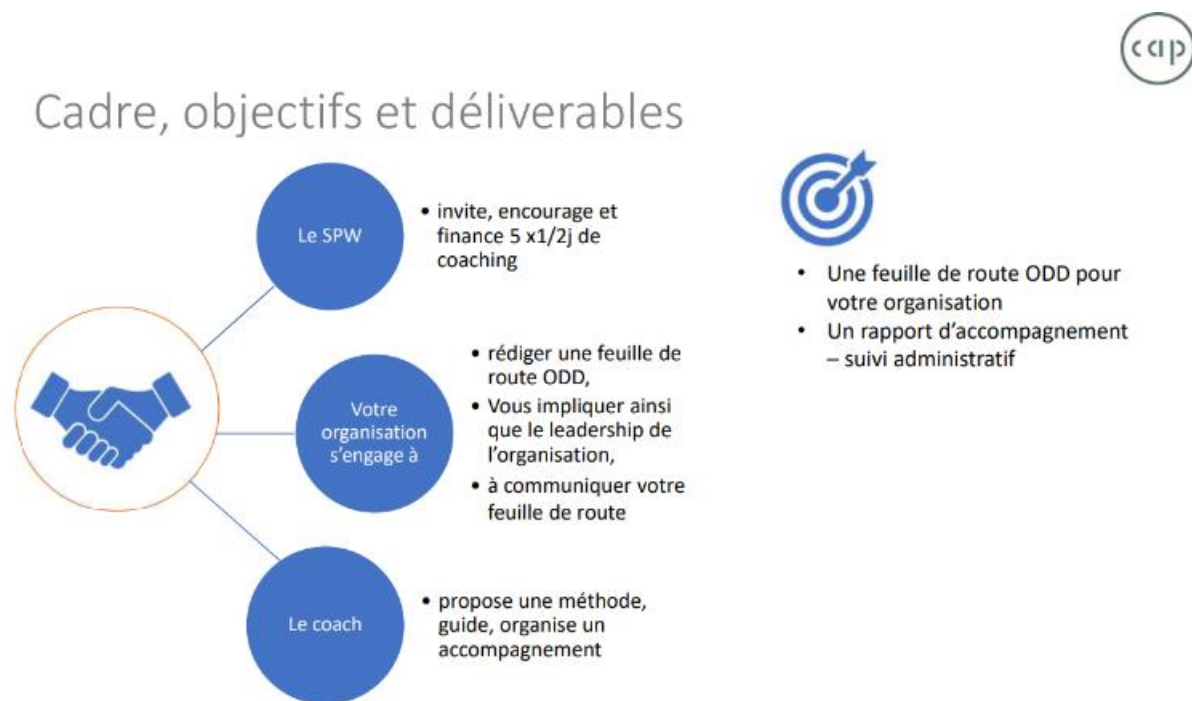 cap
Cadre, objectifs et déliverables
Le SPW
• invite, encourage et
finance 5 x1/2j de
coaching
Votre
organisation
s’engage à
• rédiger une feuille de
route ODD,
• Vous impliquer ainsi
que le leadership de
l’organisation,
• à communiquer votre
feuille de route
Le coach
• propose une méthode,
guide, organise un
accompagnement
• Une feuille de route ODD pour
votre organisation
• Un rapport d’accompagnement
– suivi administratif